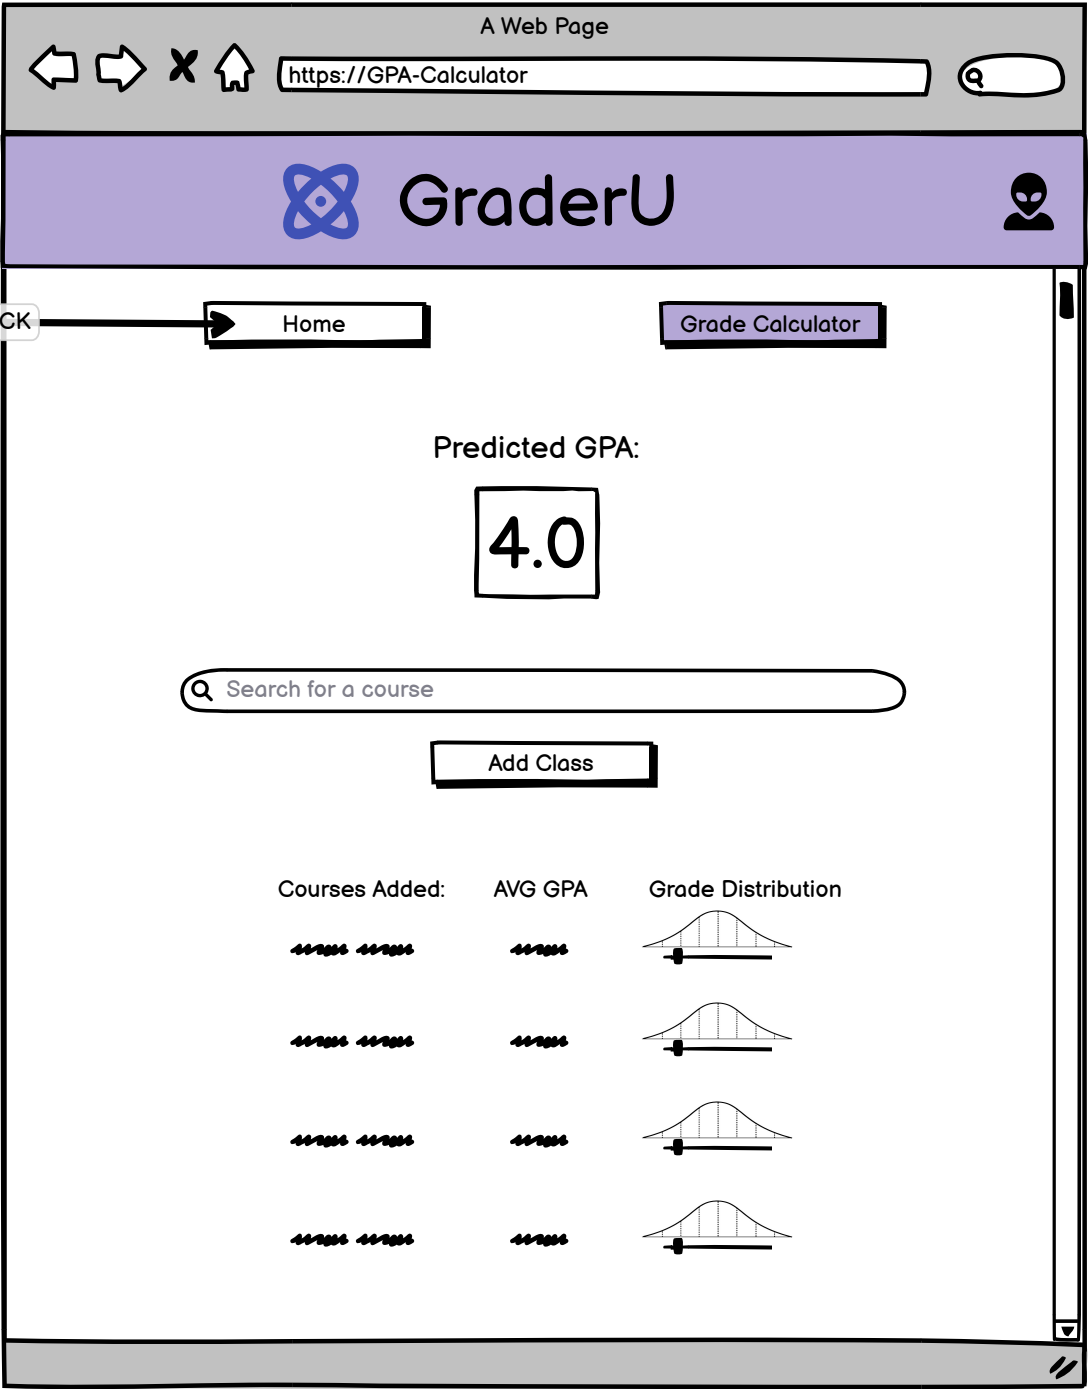 A Web Page
https://GPA-Calculator
GraderU
CK
Home
Grade Calculator
Predicted GPA:
4.0
Search for a course
Add Class
Courses Added:
AVG GPA
Grade Distribution